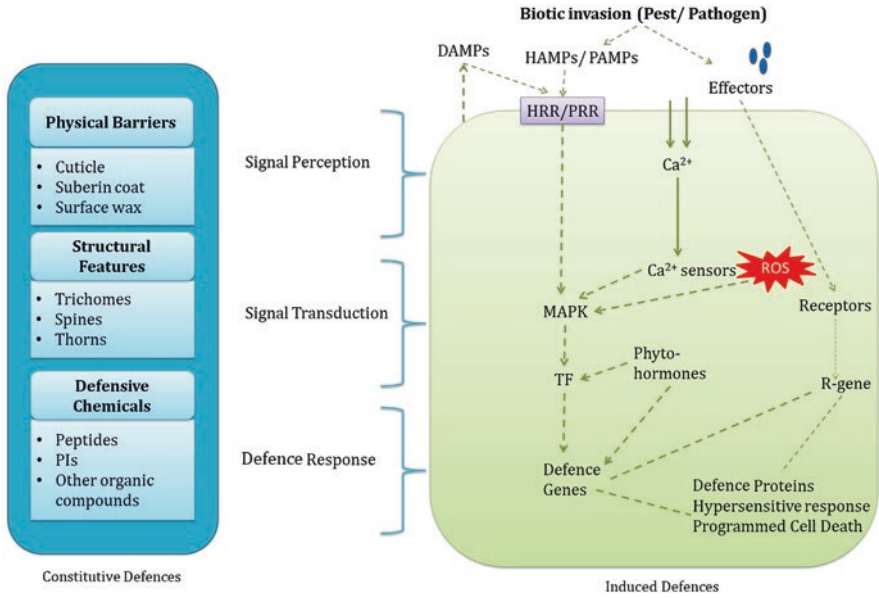 Biotic invasion (Pest/ Pathogen)
DAMPs
HAMPs/ PAMPs
Effectors
HRR/PRR
Physical Barriers
• Cuticle
• Suberin coat
• Surface wax
Structural
Features
• Trichomes
• Spines
• Thorns
Defensive
Chemicals
• Peptides
• PIs
• Other organic
compounds
Constitutive Defences
Signal Perception
Signal Transduction
Defence Response
Ca²⁺
Ca²⁺ sensors
ROS
MAPK
Receptors
Phyto-
hormones
TF
R-gene
Defence
Genes
Defence Proteins
Hypersensitive response
Programmed Cell Death
Induced Defences